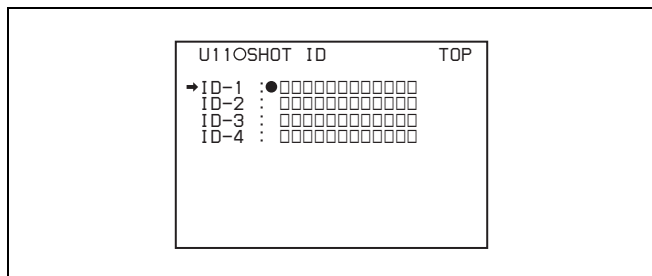 U11○SHOT ID TOP
➡ID-1 :●□□□□□□□□□□□□
ID-2 : □□□□□□□□□□□□
ID-3 : □□□□□□□□□□□□
ID-4 : □□□□□□□□□□□□